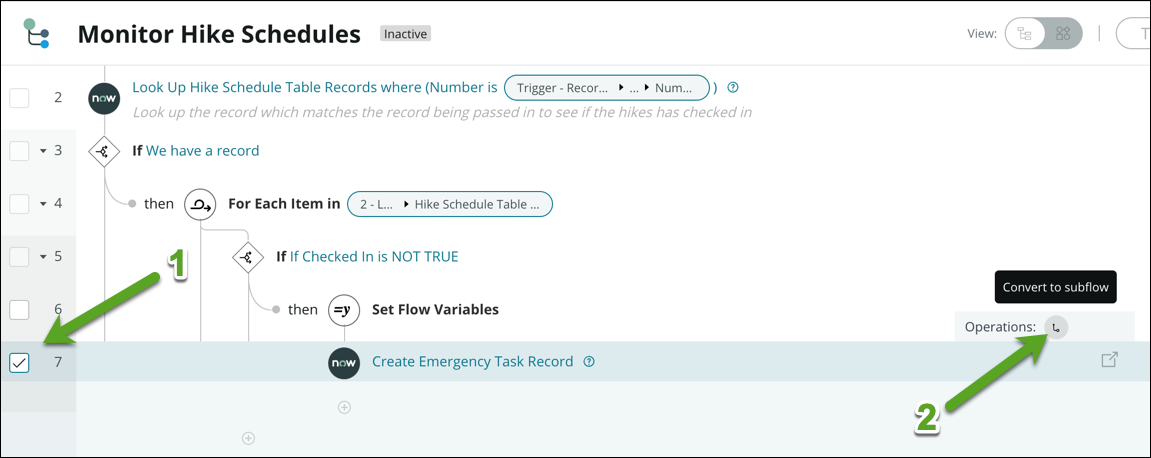 Monitor Hike Schedules Inactive View: T
2 now Look Up Hike Schedule Table Records where (Number is Trigger - Recor... ... Num... ) ?
Look up the record which matches the record being passed in to see if the hikes has checked in
3 If We have a record
4 then For Each Item in 2 - L... Hike Schedule Table ...
1
5 If If Checked In is NOT TRUE
Convert to subflow
6 then =y Set Flow Variables
Operations:
7 now Create Emergency Task Record ?
2